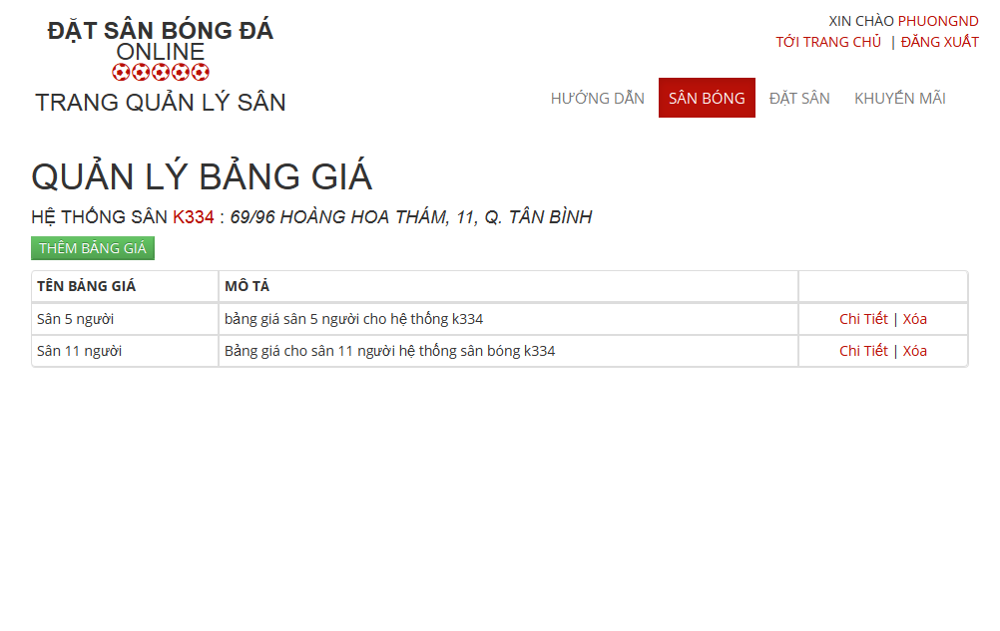 ĐẶT SÂN BÓNG ĐÁ
ONLINE
TRANG QUẢN LÝ SÂN
XIN CHÀO PHUONGND
TỚI TRANG CHỦ | ĐĂNG XUẤT
HƯỚNG DẪN SÂN BÓNG ĐẶT SÂN KHUYẾN MÃI
QUẢN LÝ BẢNG GIÁ
HỆ THỐNG SÂN K334 : 69/96 HOÀNG HOA THÁM, 11, Q. TÂN BÌNH
THÊM BẢNG GIÁ
TÊN BẢNG GIÁ MÔ TẢ
Sân 5 người bảng giá sân 5 người cho hệ thống k334 Chi Tiết | Xóa
Sân 11 người Bảng giá cho sân 11 người hệ thống sân bóng k334 Chi Tiết | Xóa